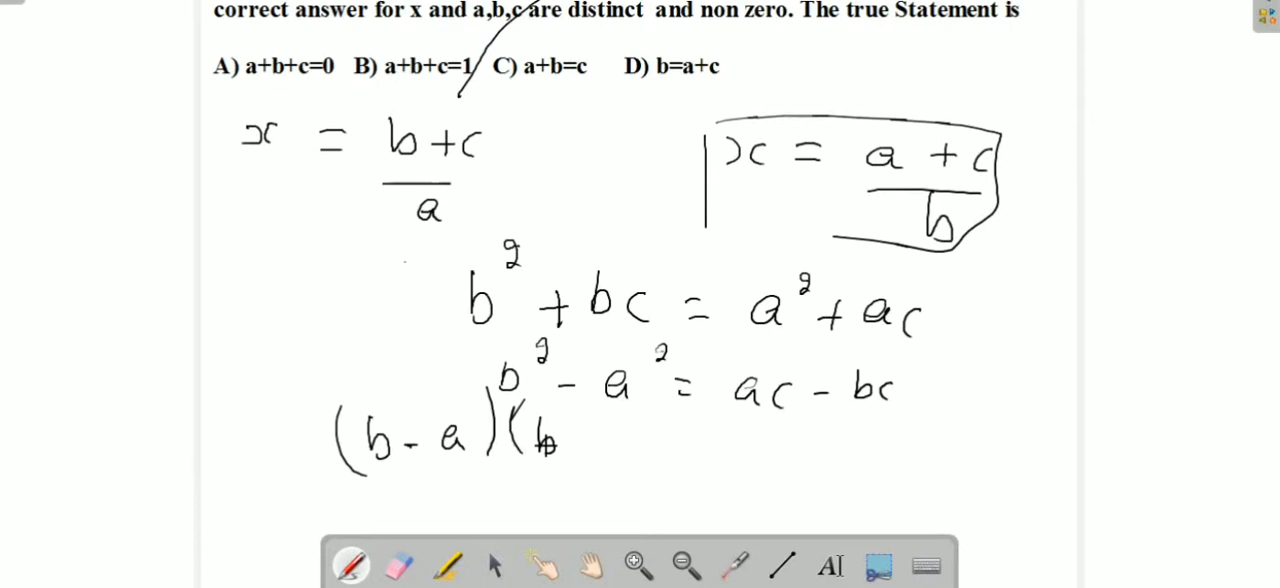 correct answer for x and a,b,c are distinct and non zero. The true Statement is
A) a+b+c=0 B) a+b+c=1 C) a+b=c D) b=a+c
x = b+c / a
x = a + c / b
b² + bc = a² + ac
b² - a² = ac - bc
(b - a)(b
AI